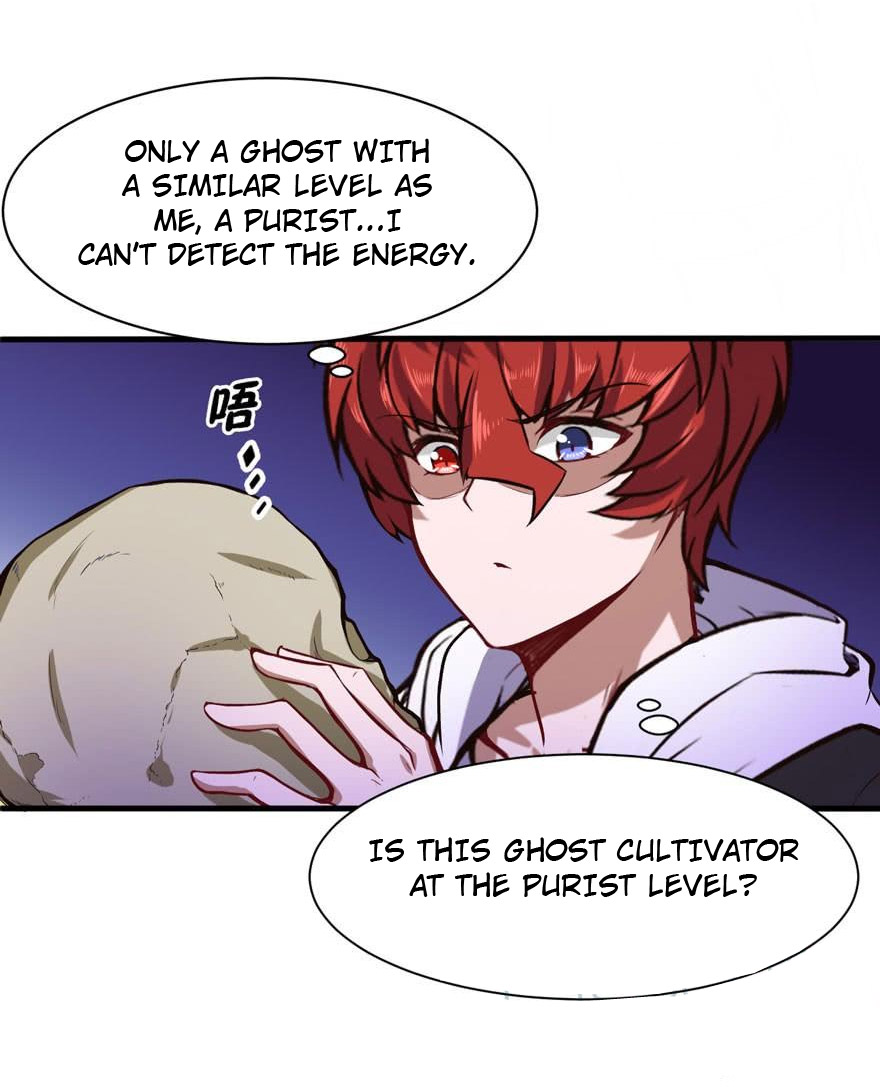 ONLY A GHOST WITH
A SIMILAR LEVEL AS
ME, A PURIST...I
CAN'T DETECT THE ENERGY.
唔...
IS THIS GHOST CULTIVATOR
AT THE PURIST LEVEL?